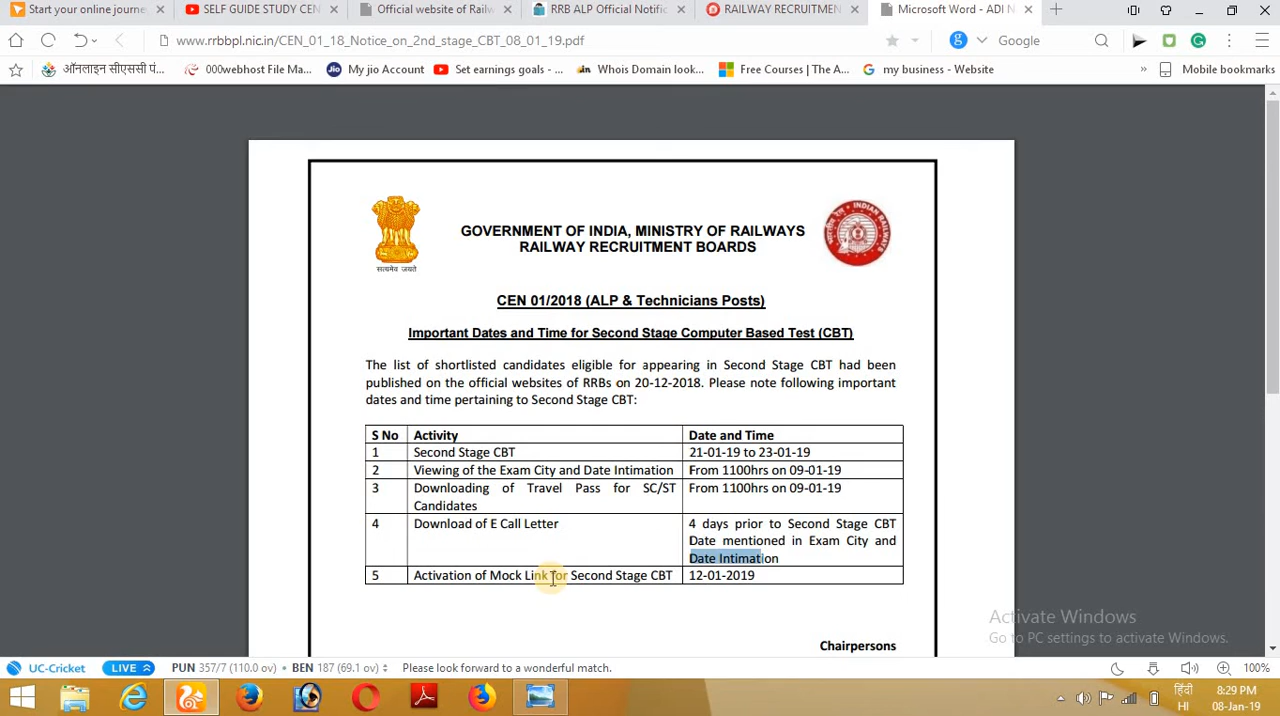 Start your online journe
SELF GUIDE STUDY CEN
Official website of Railw
RRB ALP Official Notific
RAILWAY RECRUITMEN
Microsoft Word - ADI N
www.rrbbpl.nic.in/CEN_01_18_Notice_on_2nd_stage_CBT_08_01_19.pdf
Google
ऑनलाइन सीएससी पं...
000webhost File Ma...
My jio Account
Set earnings goals - ...
Whois Domain look...
Free Courses | The A...
my business - Website
Mobile bookmarks
GOVERNMENT OF INDIA, MINISTRY OF RAILWAYS
RAILWAY RECRUITMENT BOARDS
सत्यमेव जयते
INDIAN RAILWAYS
CEN 01/2018 (ALP & Technicians Posts)
Important Dates and Time for Second Stage Computer Based Test (CBT)
The list of shortlisted candidates eligible for appearing in Second Stage CBT had been
published on the official websites of RRBs on 20-12-2018. Please note following important
dates and time pertaining to Second Stage CBT:
S No Activity Date and Time
1 Second Stage CBT 21-01-19 to 23-01-19
2 Viewing of the Exam City and Date Intimation From 1100hrs on 09-01-19
3 Downloading of Travel Pass for SC/ST From 1100hrs on 09-01-19
Candidates
4 Download of E Call Letter 4 days prior to Second Stage CBT
Date mentioned in Exam City and
Date Intimation
5 Activation of Mock Link for Second Stage CBT 12-01-2019
Chairpersons
Activate Windows
Go to PC settings to activate Windows.
UC-Cricket LIVE PUN 357/7 (110.0 ov) • BEN 187 (69.1 ov) Please look forward to a wonderful match. 100%
हिंदी 8:29 PM
HI 08-Jan-19